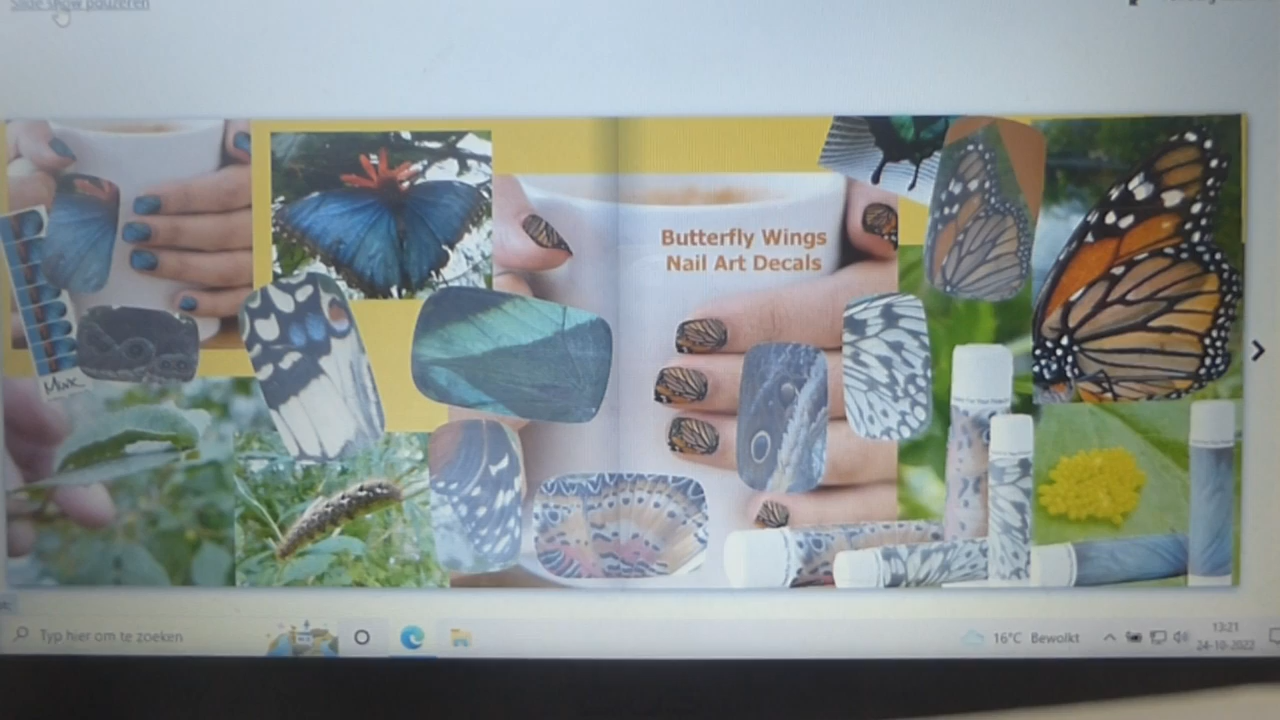 Slide show pauzeren
Butterfly Wings
Nail Art Decals
Typ hier om te zoeken
16°C Bewolkt
13:21
24-10-2022